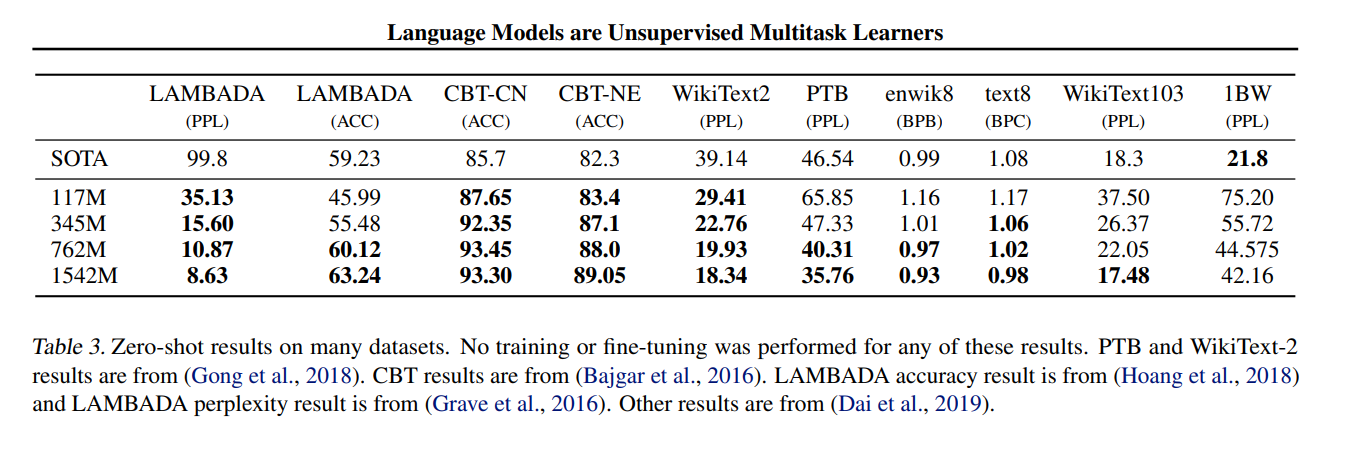 Language Models are Unsupervised Multitask Learners
LAMBADA LAMBADA CBT-CN CBT-NE WikiText2 PTB enwik8 text8 WikiText103 1BW
(PPL) (ACC) (ACC) (ACC) (PPL) (PPL) (BPB) (BPC) (PPL) (PPL)
SOTA 99.8 59.23 85.7 82.3 39.14 46.54 0.99 1.08 18.3 21.8
117M 35.13 45.99 87.65 83.4 29.41 65.85 1.16 1.17 37.50 75.20
345M 15.60 55.48 92.35 87.1 22.76 47.33 1.01 1.06 26.37 55.72
762M 10.87 60.12 93.45 88.0 19.93 40.31 0.97 1.02 22.05 44.575
1542M 8.63 63.24 93.30 89.05 18.34 35.76 0.93 0.98 17.48 42.16
Table 3. Zero-shot results on many datasets. No training or fine-tuning was performed for any of these results. PTB and WikiText-2
results are from (Gong et al., 2018). CBT results are from (Bajgar et al., 2016). LAMBADA accuracy result is from (Hoang et al., 2018)
and LAMBADA perplexity result is from (Grave et al., 2016). Other results are from (Dai et al., 2019).